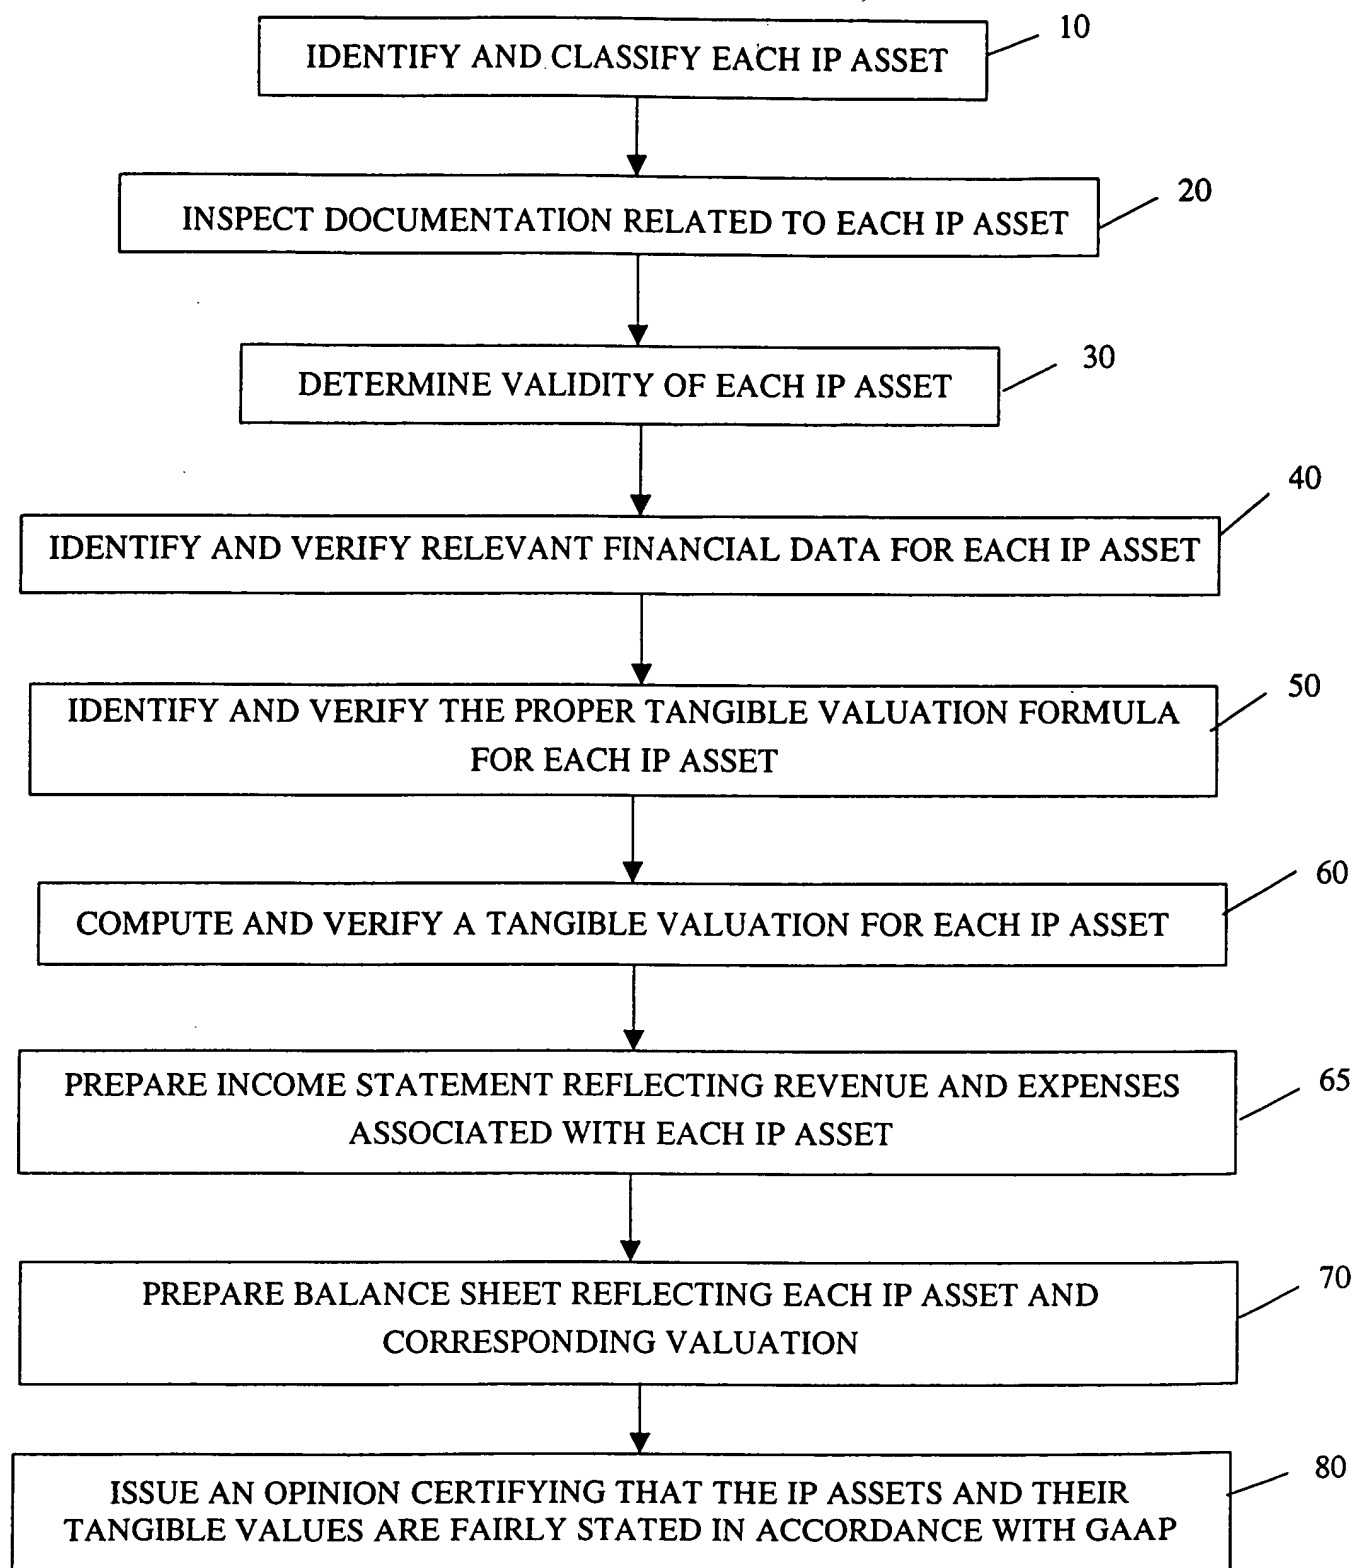 10
IDENTIFY AND CLASSIFY EACH IP ASSET
20
INSPECT DOCUMENTATION RELATED TO EACH IP ASSET
30
DETERMINE VALIDITY OF EACH IP ASSET
40
IDENTIFY AND VERIFY RELEVANT FINANCIAL DATA FOR EACH IP ASSET
50
IDENTIFY AND VERIFY THE PROPER TANGIBLE VALUATION FORMULA
FOR EACH IP ASSET
60
COMPUTE AND VERIFY A TANGIBLE VALUATION FOR EACH IP ASSET
65
PREPARE INCOME STATEMENT REFLECTING REVENUE AND EXPENSES
ASSOCIATED WITH EACH IP ASSET
70
PREPARE BALANCE SHEET REFLECTING EACH IP ASSET AND
CORRESPONDING VALUATION
80
ISSUE AN OPINION CERTIFYING THAT THE IP ASSETS AND THEIR
TANGIBLE VALUES ARE FAIRLY STATED IN ACCORDANCE WITH GAAP